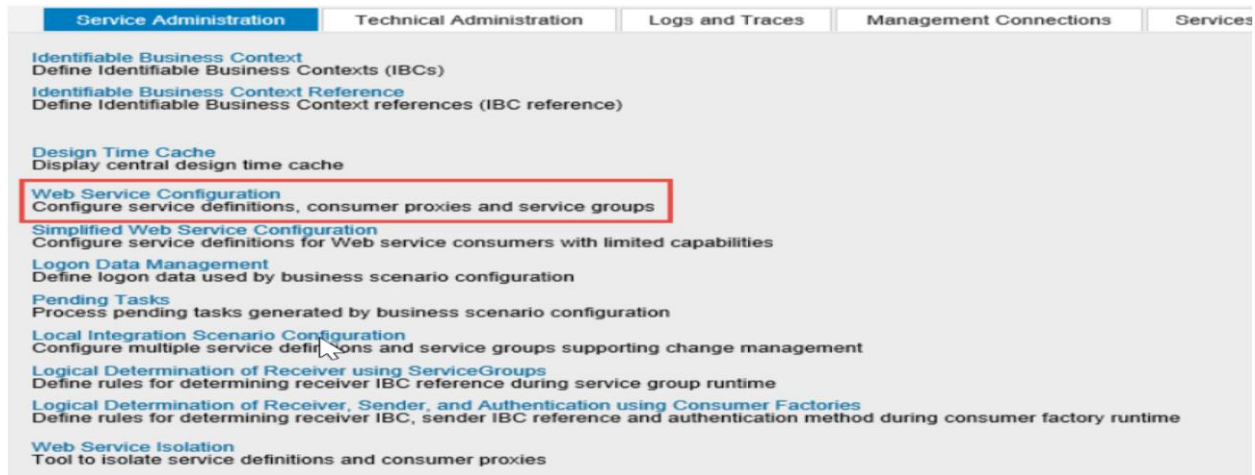 Service Administration
Technical Administration
Logs and Traces
Management Connections
Services
Identifiable Business Context
Define Identifiable Business Contexts (IBCs)
Identifiable Business Context Reference
Define Identifiable Business Context references (IBC reference)
Design Time Cache
Display central design time cache
Web Service Configuration
Configure service definitions, consumer proxies and service groups
Simplified Web Service Configuration
Configure service definitions for Web service consumers with limited capabilities
Logon Data Management
Define logon data used by business scenario configuration
Pending Tasks
Process pending tasks generated by business scenario configuration
Local Integration Scenario Configuration
Configure multiple service definitions and service groups supporting change management
Logical Determination of Receiver using ServiceGroups
Define rules for determining receiver IBC reference during service group runtime
Logical Determination of Receiver, Sender, and Authentication using Consumer Factories
Define rules for determining receiver IBC, sender IBC reference and authentication method during consumer factory runtime
Web Service Isolation
Tool to isolate service definitions and consumer proxies